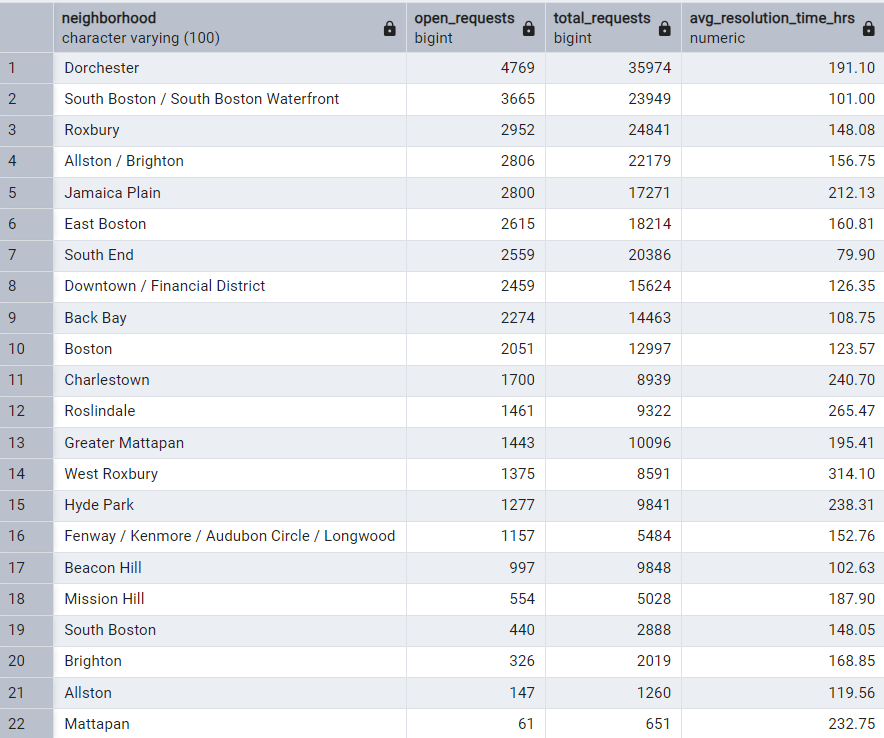 neighborhood open_requests total_requests avg_resolution_time_hrs
character varying (100) bigint bigint numeric
1 Dorchester 4769 35974 191.10
2 South Boston / South Boston Waterfront 3665 23949 101.00
3 Roxbury 2952 24841 148.08
4 Allston / Brighton 2806 22179 156.75
5 Jamaica Plain 2800 17271 212.13
6 East Boston 2615 18214 160.81
7 South End 2559 20386 79.90
8 Downtown / Financial District 2459 15624 126.35
9 Back Bay 2274 14463 108.75
10 Boston 2051 12997 123.57
11 Charlestown 1700 8939 240.70
12 Roslindale 1461 9322 265.47
13 Greater Mattapan 1443 10096 195.41
14 West Roxbury 1375 8591 314.10
15 Hyde Park 1277 9841 238.31
16 Fenway / Kenmore / Audubon Circle / Longwood 1157 5484 152.76
17 Beacon Hill 997 9848 102.63
18 Mission Hill 554 5028 187.90
19 South Boston 440 2888 148.05
20 Brighton 326 2019 168.85
21 Allston 147 1260 119.56
22 Mattapan 61 651 232.75